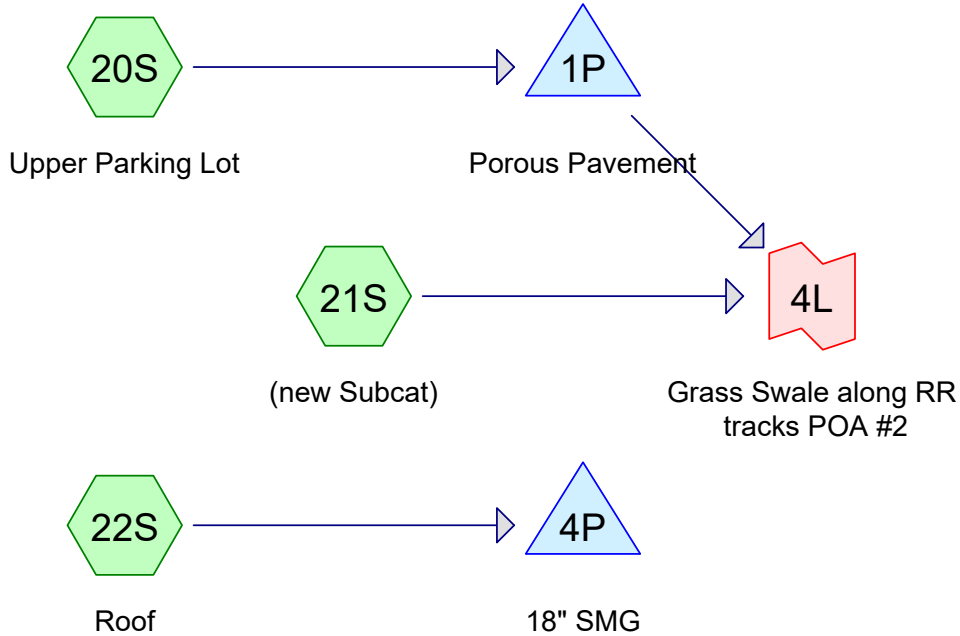 20S
1P
Upper Parking Lot
Porous Pavement
21S
4L
(new Subcat)
Grass Swale along RR
tracks POA #2
22S
4P
Roof
18" SMG